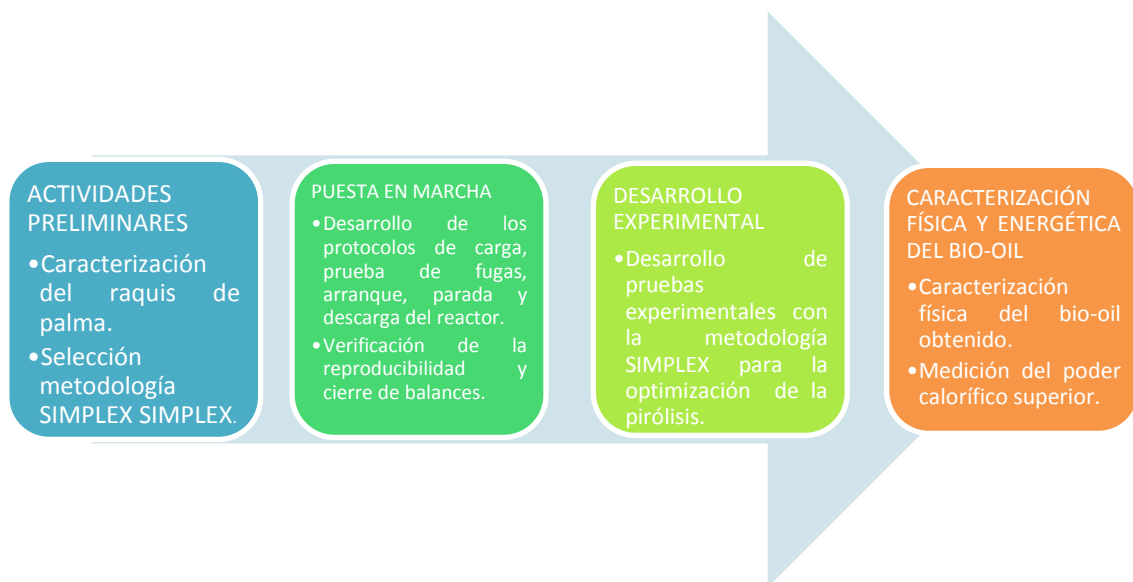 ACTIVIDADES
PRELIMINARES
•Caracterización
del raquis de
palma.
•Selección
metodología
SIMPLEX SIMPLEX.
PUESTA EN MARCHA
•Desarrollo de los
protocolos de carga,
prueba de fugas,
arranque, parada y
descarga del reactor.
•Verificación de la
reproducibilidad y
cierre de balances.
DESARROLLO
EXPERIMENTAL
•Desarrollo de
pruebas
experimentales con
la metodología
SIMPLEX para la
optimización de la
pirólisis.
CARACTERIZACIÓN
FÍSICA Y ENERGÉTICA
DEL BIO-OIL
•Caracterización
física del bio-oil
obtenido.
•Medición del poder
calorífico superior.